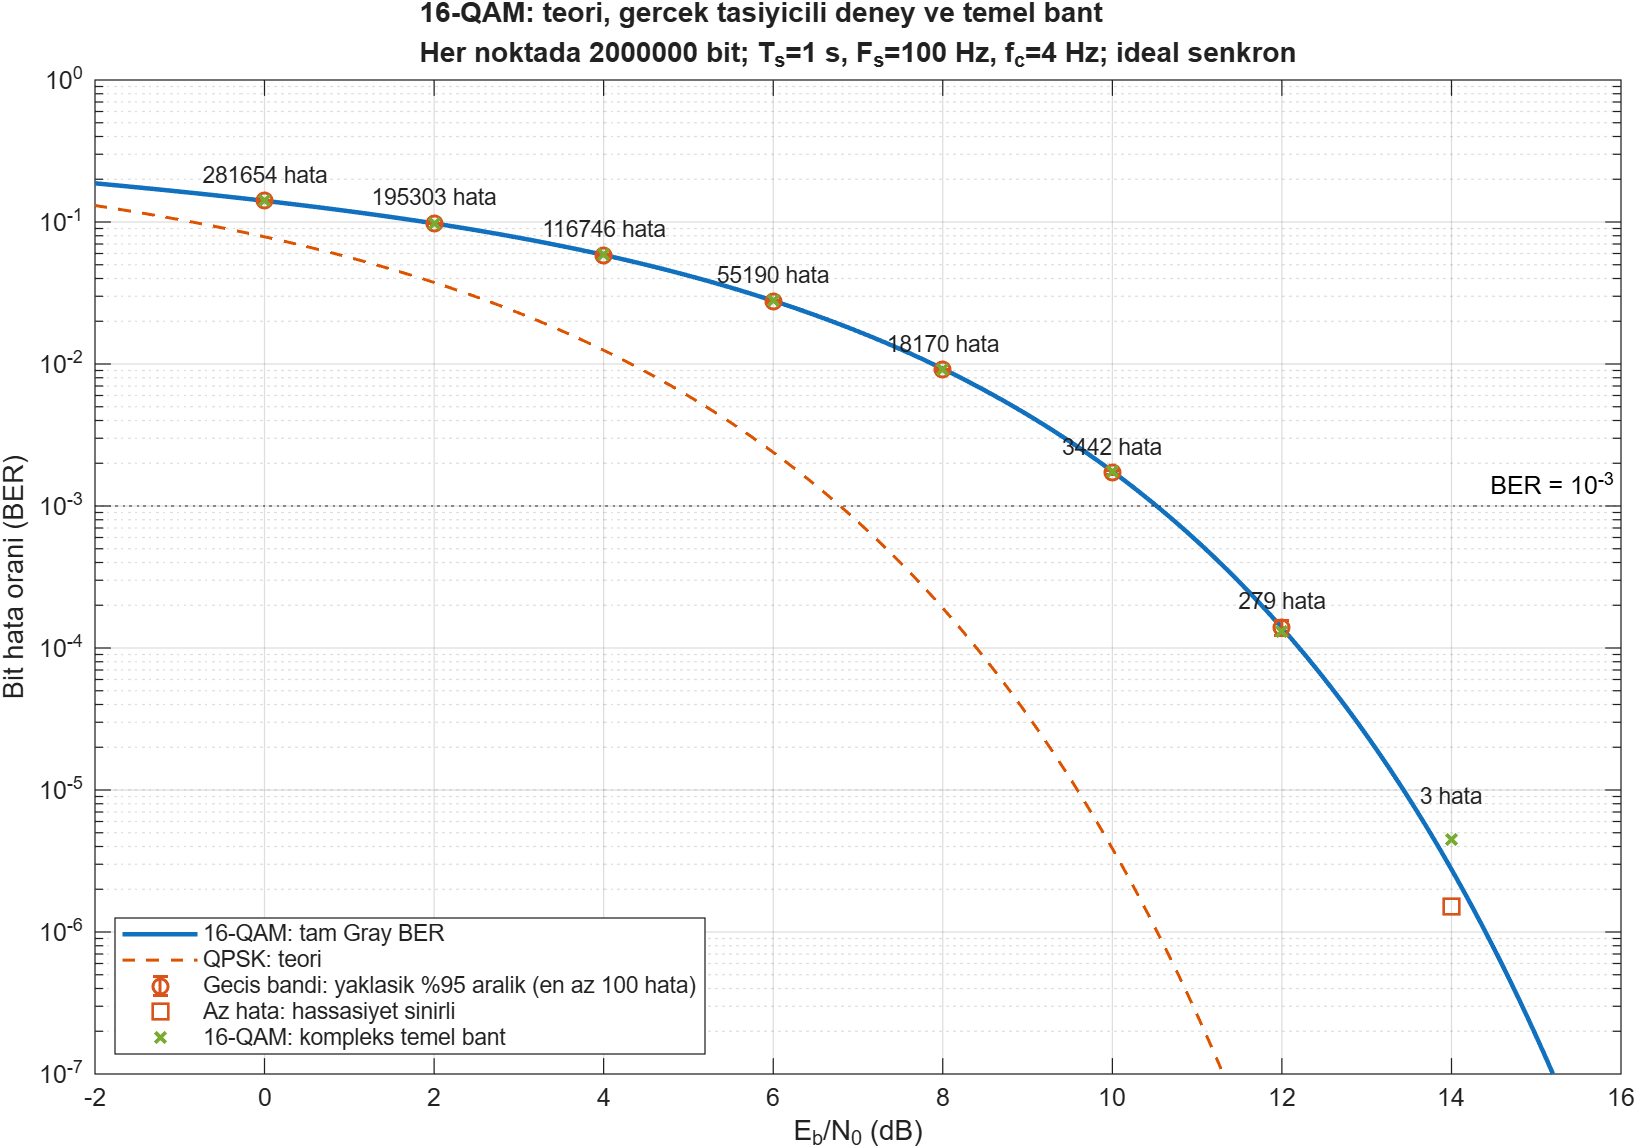 16-QAM: teori, gercek tasiyicili deney ve temel bant
Her noktada 2000000 bit; Ts=1 s, Fs=100 Hz, fc=4 Hz; ideal senkron
10^0
10^-1
10^-2
10^-3
10^-4
10^-5
10^-6
10^-7
Bit hata orani (BER)
281654 hata
195303 hata
116746 hata
55190 hata
18170 hata
3442 hata
BER = 10^-3
279 hata
3 hata
16-QAM: tam Gray BER
QPSK: teori
Gecis bandi: yaklasik %95 aralik (en az 100 hata)
Az hata: hassasiyet sinirli
16-QAM: kompleks temel bant
-2 0 2 4 6 8 10 12 14 16
Eb/N0 (dB)